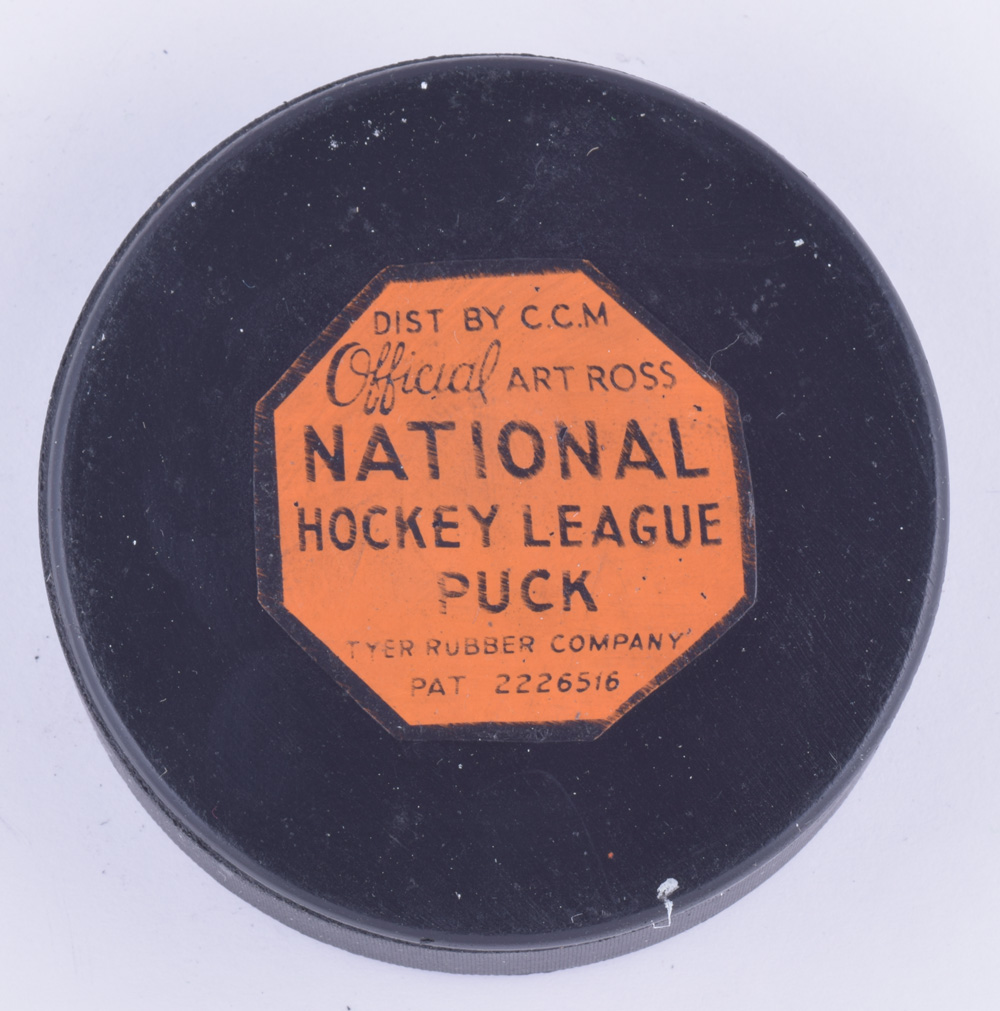 DIST BY C.C.M
Official ART ROSS
NATIONAL
HOCKEY LEAGUE
PUCK
TYER RUBBER COMPANY
PAT 2226516